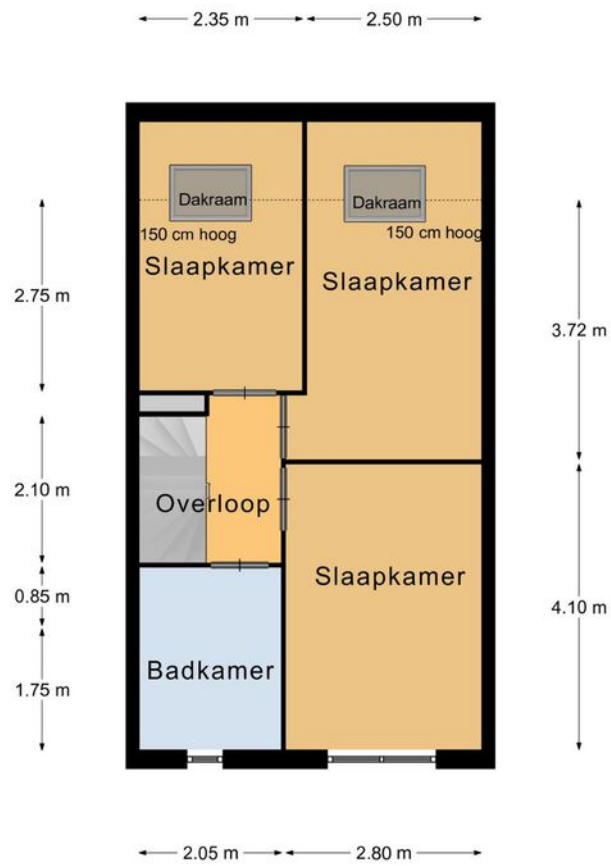 2.35 m
2.50 m
Dakraam
Dakraam
150 cm hoog
150 cm hoog
Slaapkamer
Slaapkamer
2.75 m
3.72 m
2.10 m
Overloop
Slaapkamer
0.85 m
4.10 m
Badkamer
1.75 m
2.05 m
2.80 m